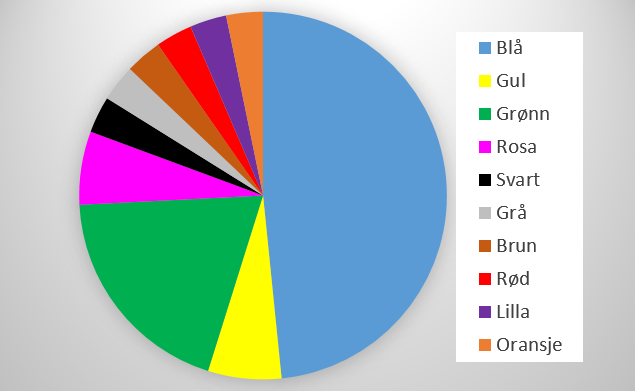 Blå
Gul
Grønn
Rosa
Svart
Grå
Brun
Rød
Lilla
Oransje